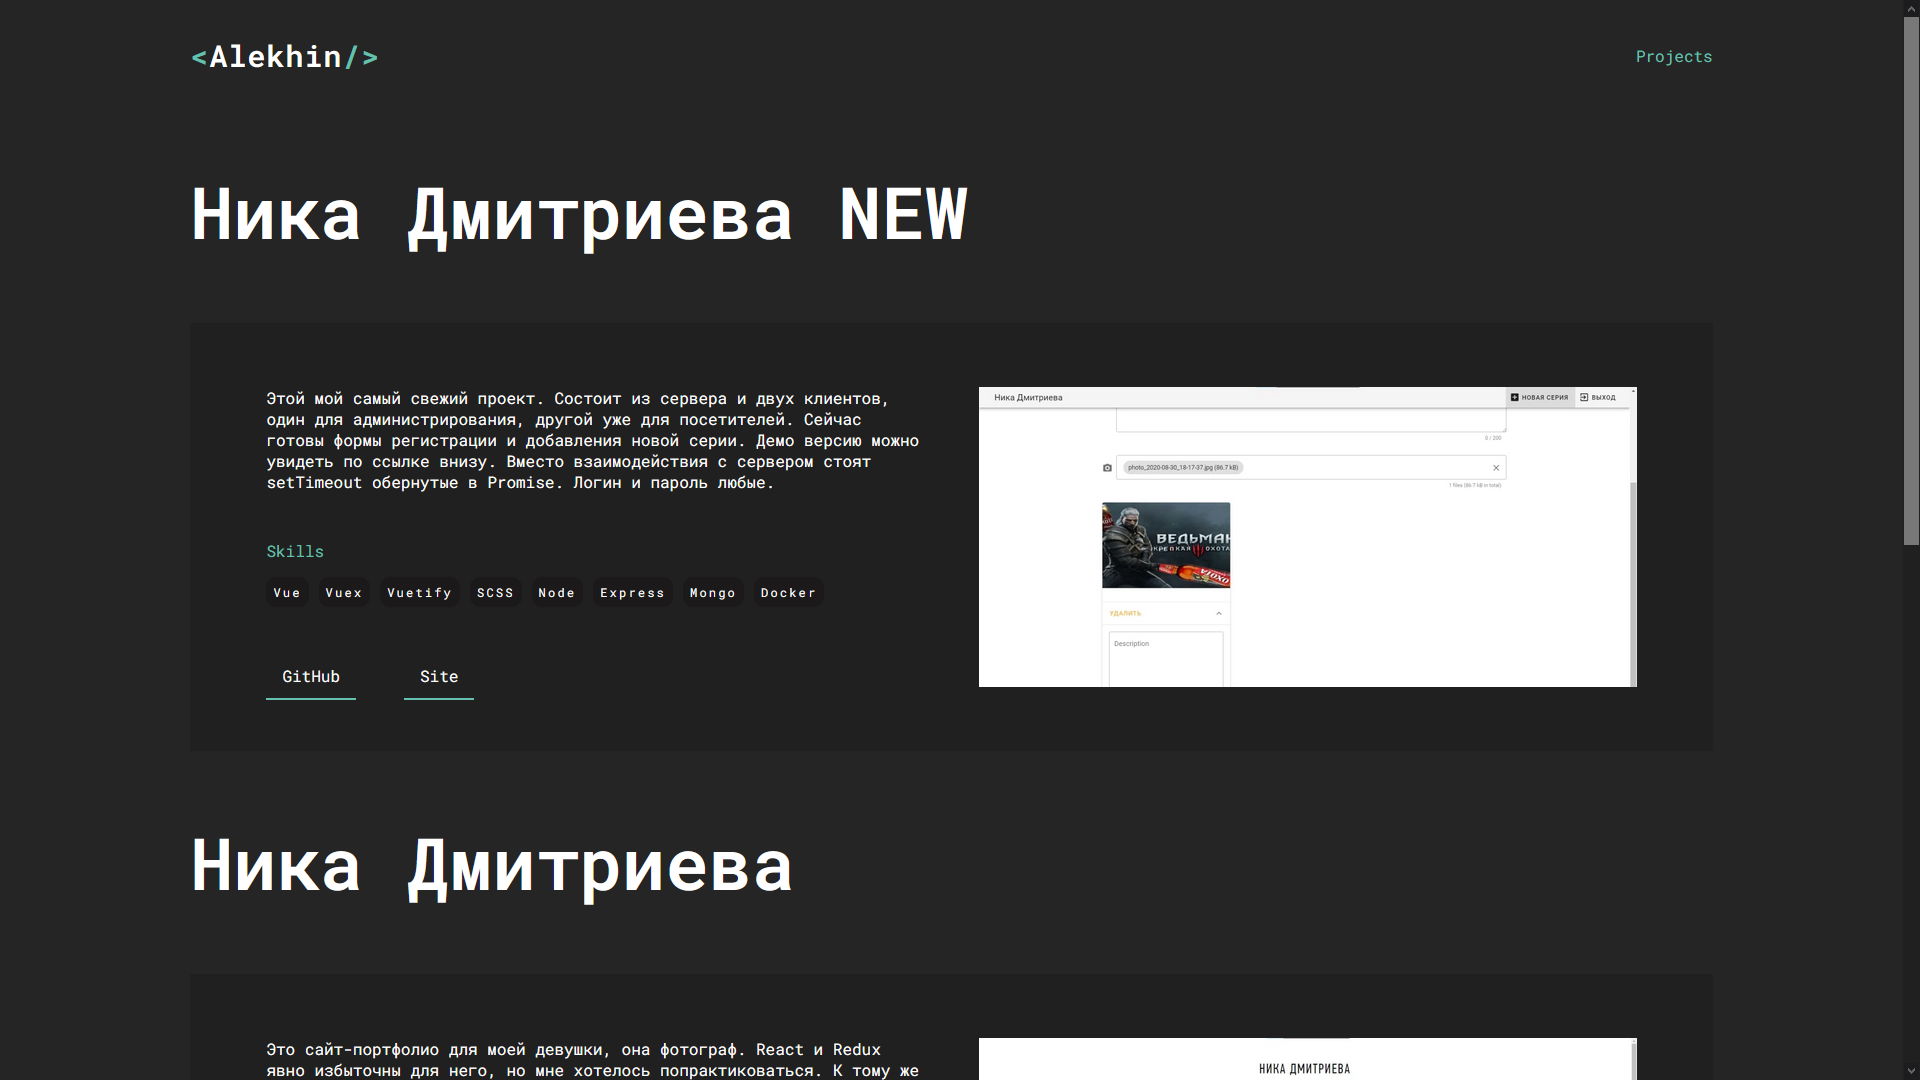 <Alekhin/>
Projects
Ника Дмитриева NEW
Этой мой самый свежий проект. Состоит из сервера и двух клиентов,
один для администрирования, другой уже для посетителей. Сейчас
готовы формы регистрации и добавления новой серии. Демо версию можно
увидеть по ссылке внизу. Вместо взаимодействия с сервером стоят
setTimeout обернутые в Promise. Логин и пароль любые.
Skills
Vue Vuex Vuetify SCSS Node Express Mongo Docker
GitHub Site
Ника Дмитриева
НОВАЯ СЕРИЯ
ВЫХОД
0 / 200
photo_2020-08-30_18-17-37.jpg (86.7 kB)
1 files (86.7 kB in total)
ВЕДЬМАК
КРЕПКАЯ ОХОТА
ОХОТА
УДАЛИТЬ
Description
Ника Дмитриева
Это сайт-портфолио для моей девушки, она фотограф. React и Redux
явно избыточны для него, но мне хотелось попрактиковаться. К тому же
НИКА ДМИТРИЕВА